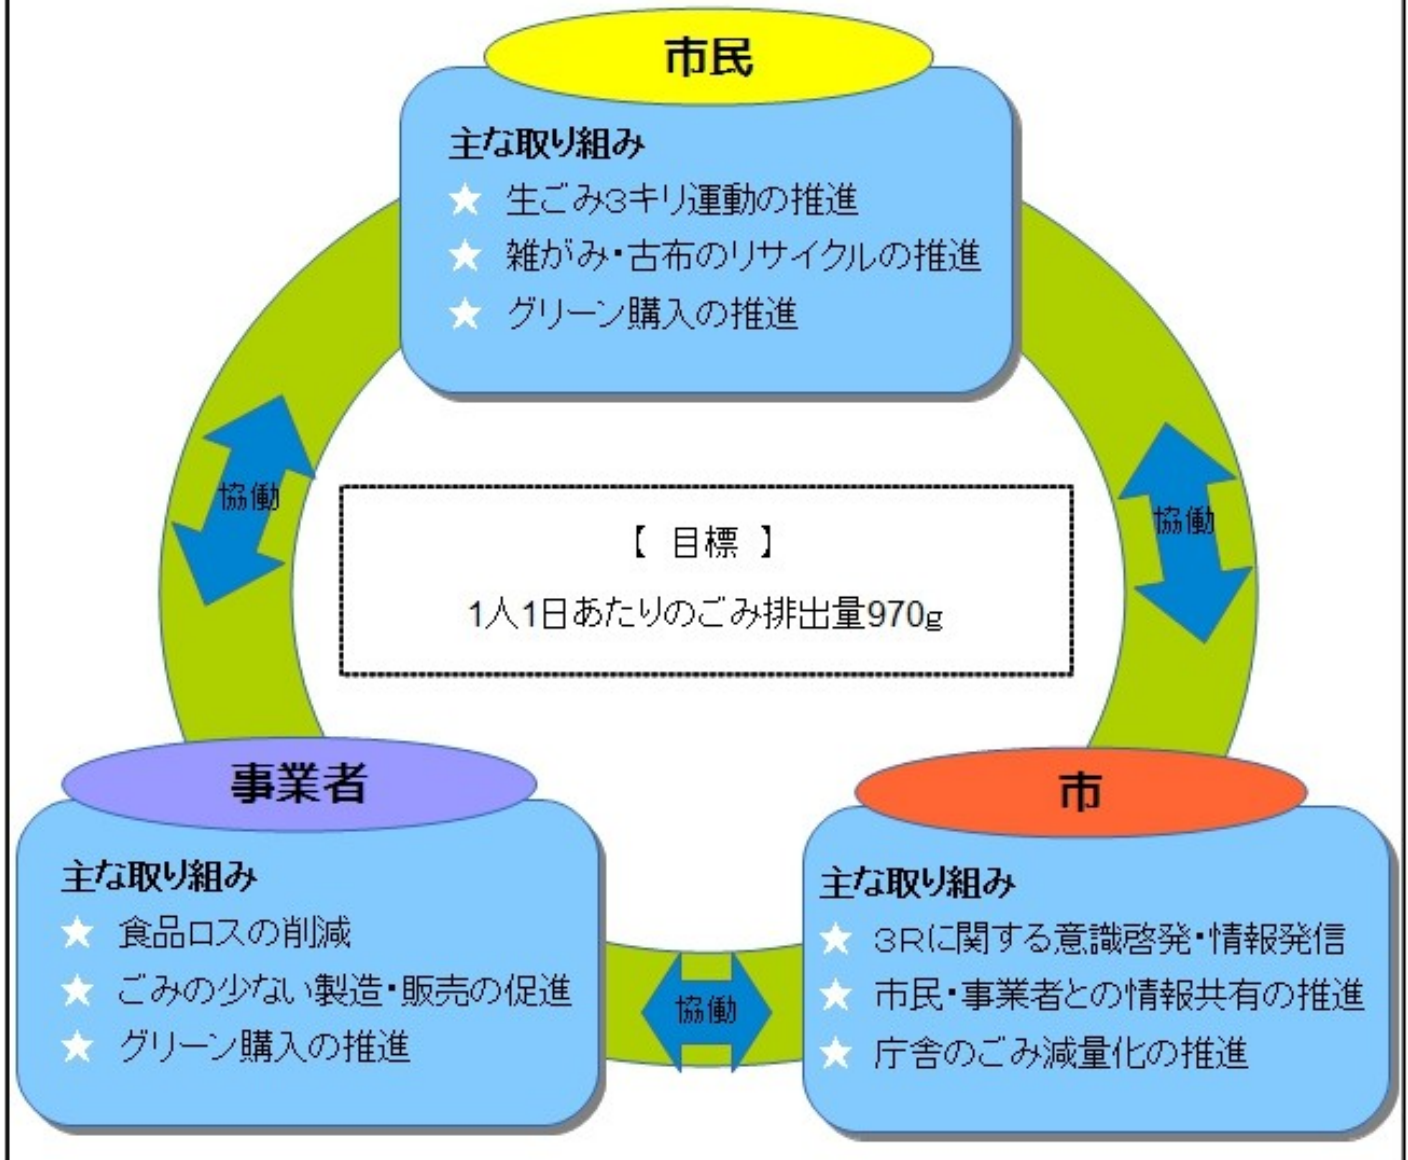 市民
主な取り組み
★ 生ごみ3キリ運動の推進
★ 雑がみ・古布のリサイクルの推進
★ グリーン購入の推進
協働
協働
【 目標 】
1人1日あたりのごみ排出量970g
事業者
主な取り組み
★ 食品ロスの削減
★ ごみの少ない製造・販売の促進
★ グリーン購入の推進
協働
市
主な取り組み
★ 3Rに関する意識啓発・情報発信
★ 市民・事業者との情報共有の推進
★ 庁舎のごみ減量化の推進